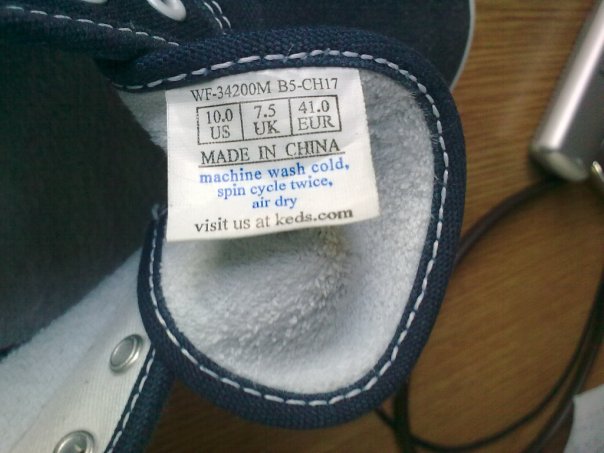 WF-34200M B5-CH17
10.0 7.5 41.0
US UK EUR
MADE IN CHINA
machine wash cold,
spin cycle twice,
air dry
visit us at keds.com